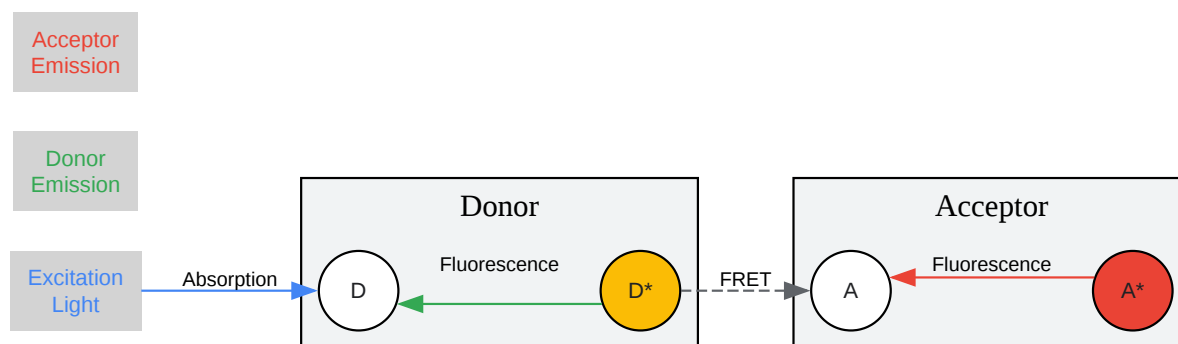 Acceptor
Emission
Donor
Emission
Donor
Acceptor
Excitation
Light
Absorption
D
Fluorescence
D*
FRET
A
Fluorescence
A*